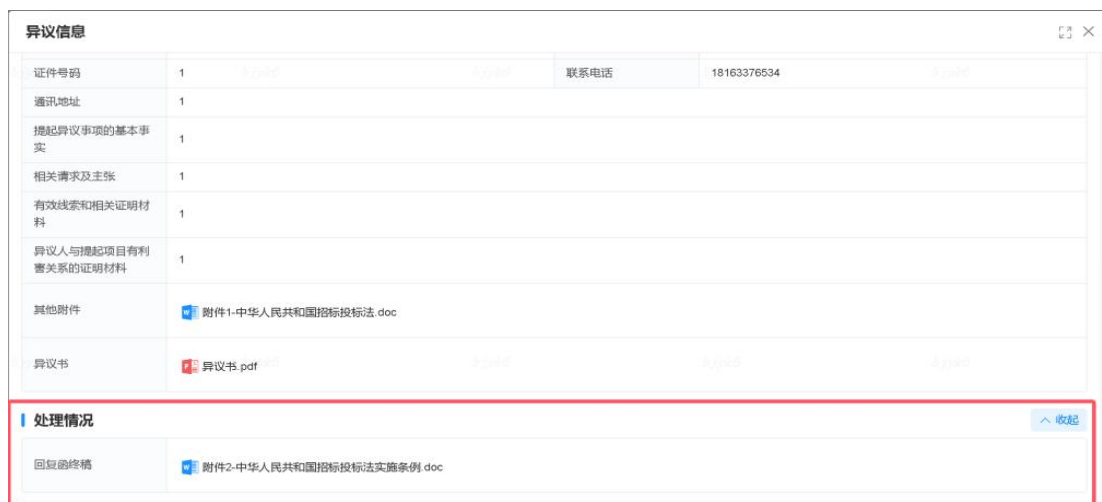 异议信息
证件号码 1 联系电话 18163376534
通讯地址 1
提起异议事项的基本事
实
1
相关请求及主张 1
有效线索和相关证明材
料
1
异议人与提起项目有利
害关系的证明材料
1
其他附件 附件1-中华人民共和国招标投标法.doc
异议书 异议书.pdf
处理情况 收起
回复函终稿 附件2-中华人民共和国招标投标法实施条例.doc